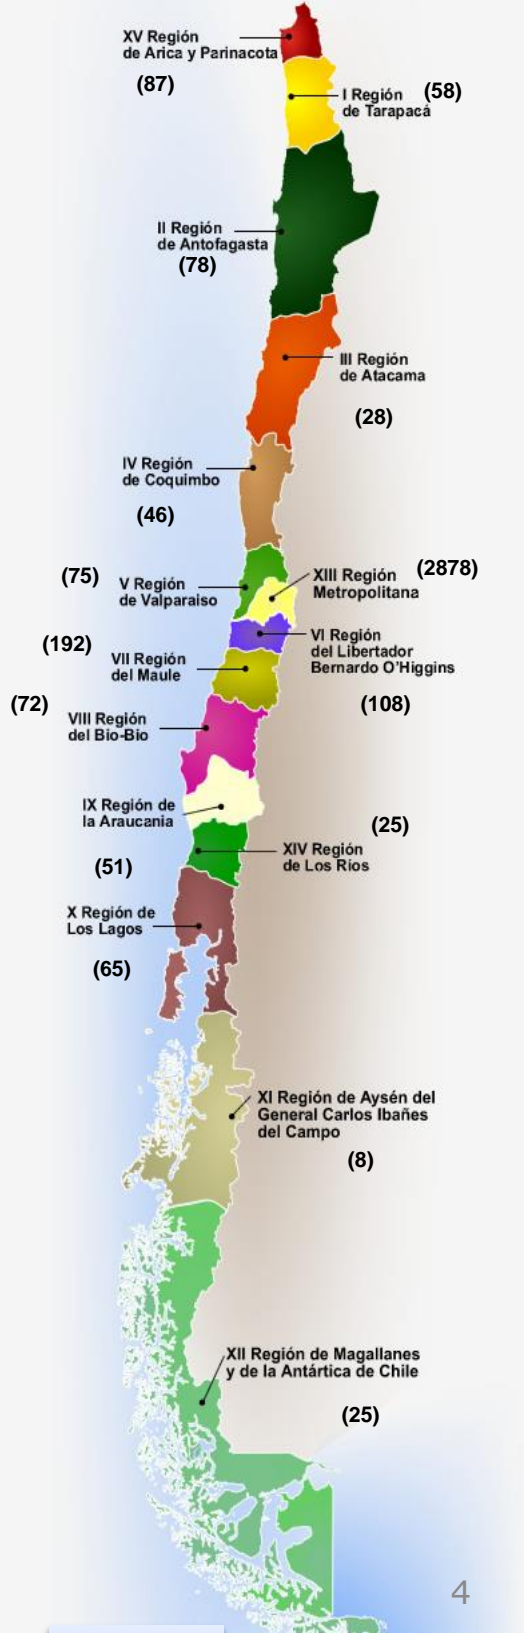 XV Región
de Arica y Parinacota
(87)
I Región
de Tarapacá
(58)
II Región
de Antofagasta
(78)
III Región
de Atacama
(28)
IV Región
de Coquimbo
(46)
(75)
V Región
de Valparaiso
XIII Región
Metropolitana
(2878)
(192)
VI Región
del Libertador
Bernardo O'Higgins
(108)
VII Región
del Maule
(72)
VIII Región
del Bio-Bio
IX Región de
la Araucania
(25)
XIV Región
de Los Ríos
(51)
X Región de
Los Lagos
(65)
XI Región de Aysén del
General Carlos Ibañes
del Campo
(8)
XII Región de Magallanes
y de la Antártica de Chile
(25)
4